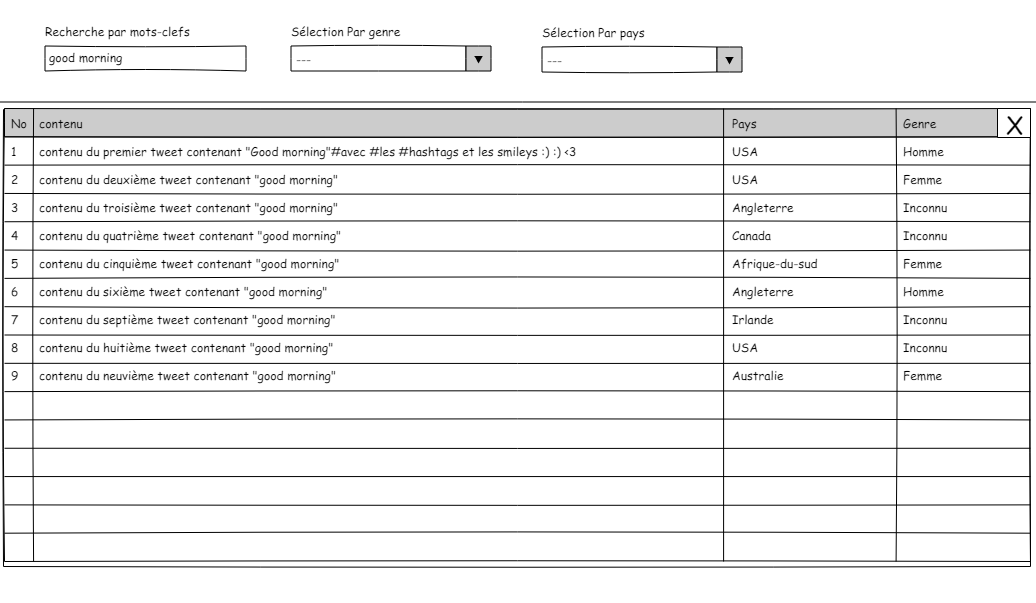 Recherche par mots-clefs Sélection Par genre Sélection Par pays
good morning --- ---
No contenu Pays Genre X
1 contenu du premier tweet contenant "Good morning"#avec #les #hashtags et les smileys :) :) <3 USA Homme
2 contenu du deuxième tweet contenant "good morning" USA Femme
3 contenu du troisième tweet contenant "good morning" Angleterre Inconnu
4 contenu du quatrième tweet contenant "good morning" Canada Inconnu
5 contenu du cinquième tweet contenant "good morning" Afrique-du-sud Femme
6 contenu du sixième tweet contenant "good morning" Angleterre Homme
7 contenu du septième tweet contenant "good morning" Irlande Inconnu
8 contenu du huitième tweet contenant "good morning" USA Inconnu
9 contenu du neuvième tweet contenant "good morning" Australie Femme